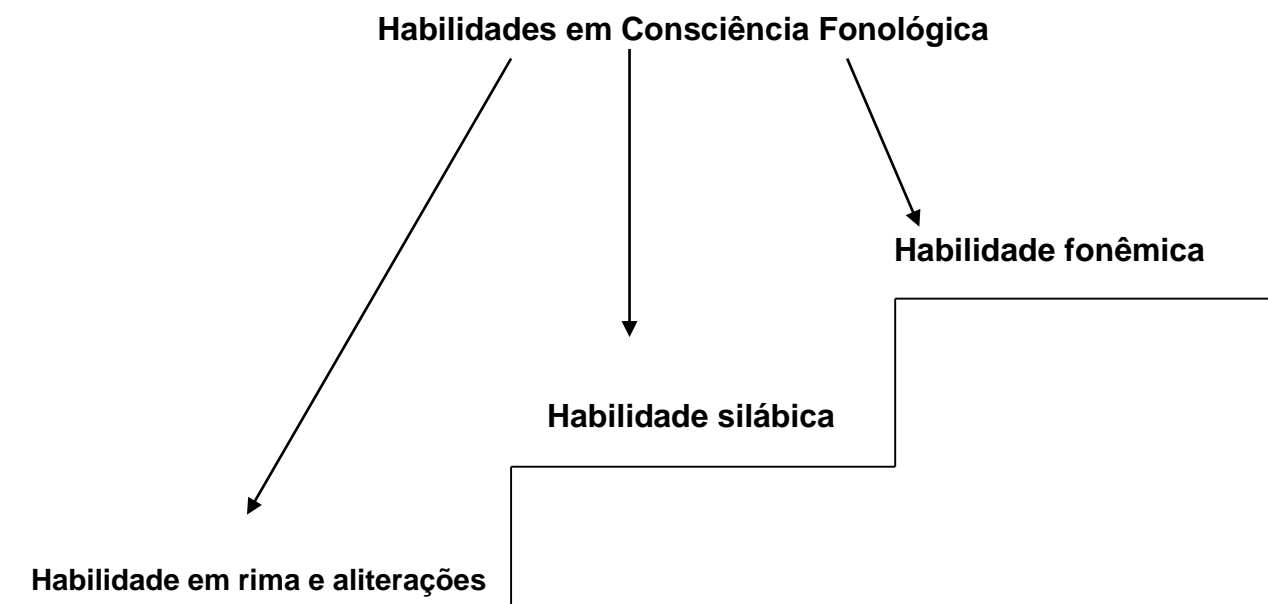 Habilidades em Consciência Fonológica
Habilidade fonêmica
Habilidade silábica
Habilidade em rima e aliterações